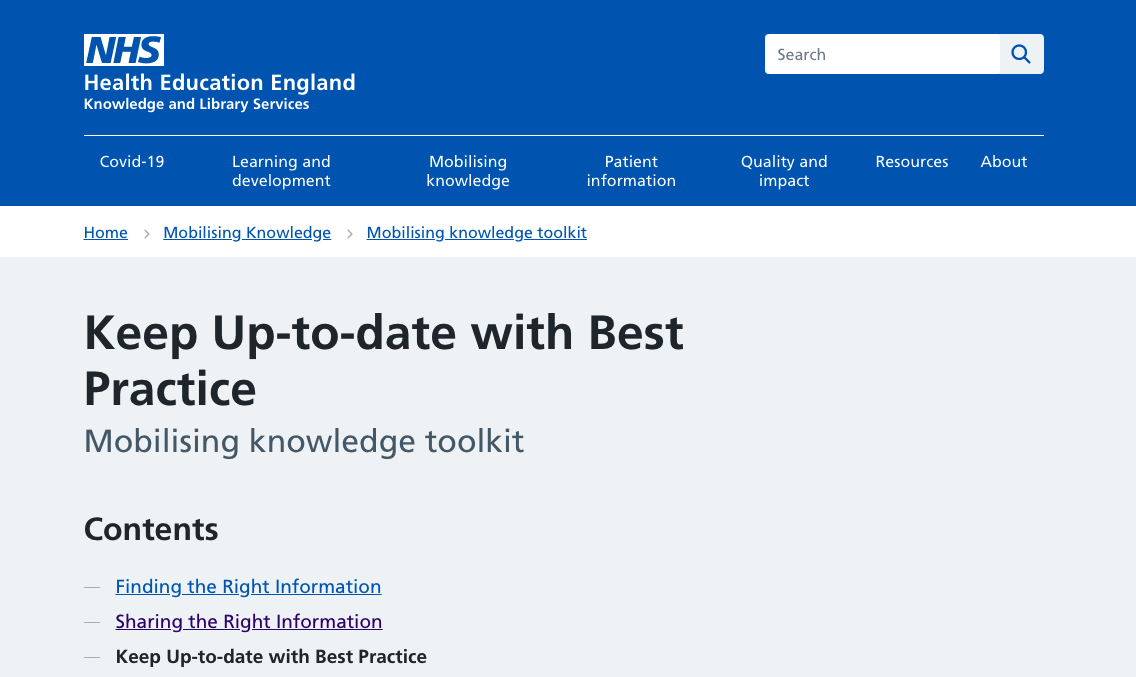 NHS
Health Education England
Knowledge and Library Services
Search
Covid-19
Learning and
development
Mobilising
knowledge
Patient
information
Quality and
impact
Resources
About
Home
Mobilising Knowledge
Mobilising knowledge toolkit
Keep Up-to-date with Best
Practice
Mobilising knowledge toolkit
Contents
— Finding the Right Information
— Sharing the Right Information
— Keep Up-to-date with Best Practice